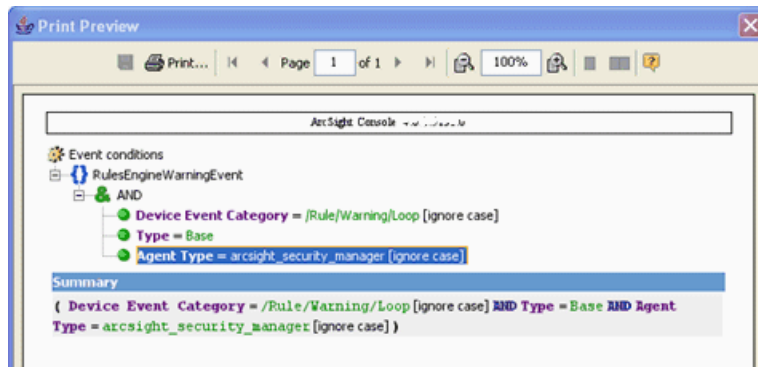 Print Preview
Print... Page 1 of 1 100%
ArcSight Console
Event conditions
RulesEngineWarningEvent
AND
Device Event Category = /Rule/Warning/Loop [ignore case]
Type = Base
Agent Type = arcsight_security_manager [ignore case]
Summary
( Device Event Category = /Rule/Warning/Loop [ignore case] AND Type = Base AND Agent
Type = arcsight_security_manager [ignore case] )